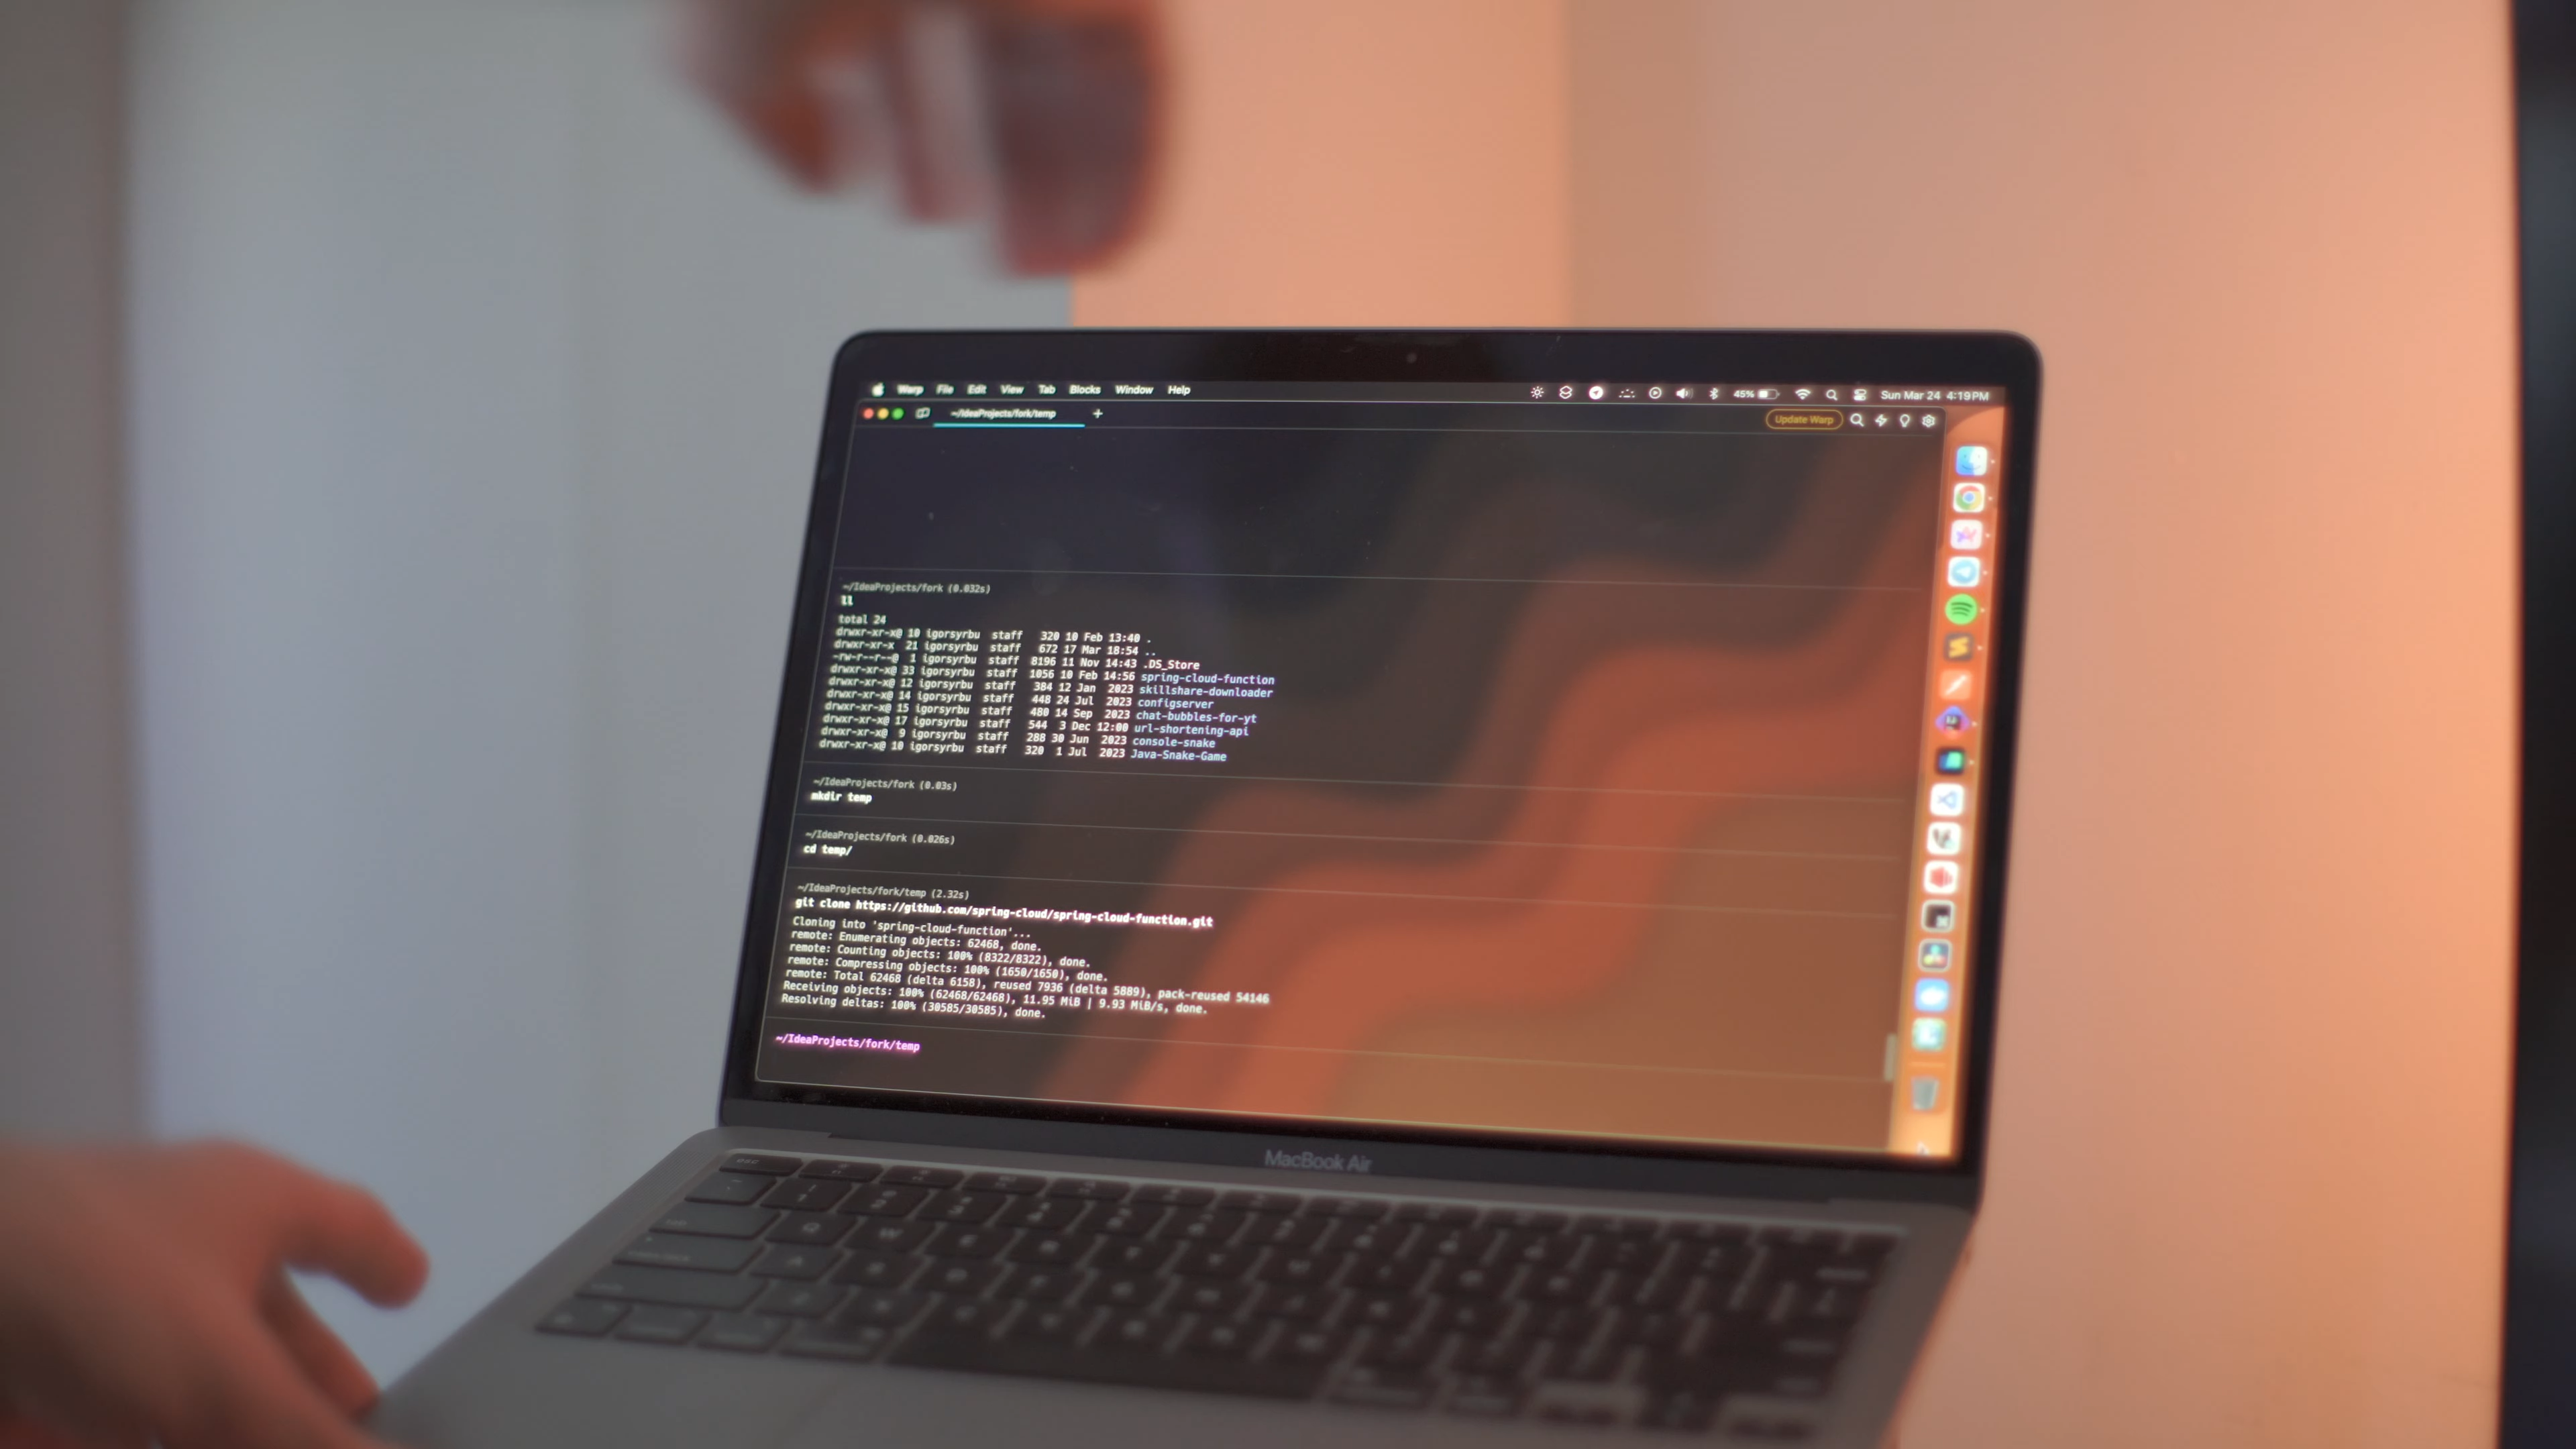 Warp File Edit View Tab Blocks Window Help 45% Sun Mar 24 4:19PM
~/IdeaProjects/fork/temp + Update Warp
~/IdeaProjects/fork (0.032s)
ll
total 24
drwxr-xr-x@ 10 igorsyrbu staff 320 10 Feb 13:40 .
drwxr-xr-x 21 igorsyrbu staff 672 17 Mar 18:54 ..
-rw-r--r--@ 1 igorsyrbu staff 8196 11 Nov 14:43 .DS_Store
drwxr-xr-x@ 33 igorsyrbu staff 1056 10 Feb 14:56 spring-cloud-function
drwxr-xr-x@ 12 igorsyrbu staff 384 12 Jan 2023 skillshare-downloader
drwxr-xr-x@ 14 igorsyrbu staff 448 24 Jul 2023 configserver
drwxr-xr-x@ 15 igorsyrbu staff 480 14 Sep 2023 chat-bubbles-for-yt
drwxr-xr-x@ 17 igorsyrbu staff 544 3 Dec 12:00 url-shortening-api
drwxr-xr-x@ 9 igorsyrbu staff 288 30 Jun 2023 console-snake
drwxr-xr-x@ 10 igorsyrbu staff 320 1 Jul 2023 Java-Snake-Game
~/IdeaProjects/fork (0.03s)
mkdir temp
~/IdeaProjects/fork (0.026s)
cd temp/
~/IdeaProjects/fork/temp (2.32s)
git clone https://github.com/spring-cloud/spring-cloud-function.git
Cloning into 'spring-cloud-function'...
remote: Enumerating objects: 62468, done.
remote: Counting objects: 100% (8322/8322), done.
remote: Compressing objects: 100% (1650/1650), done.
remote: Total 62468 (delta 6158), reused 7936 (delta 5889), pack-reused 54146
Receiving objects: 100% (62468/62468), 11.95 MiB | 9.93 MiB/s, done.
Resolving deltas: 100% (30585/30585), done.
~/IdeaProjects/fork/temp
MacBook Air
esc